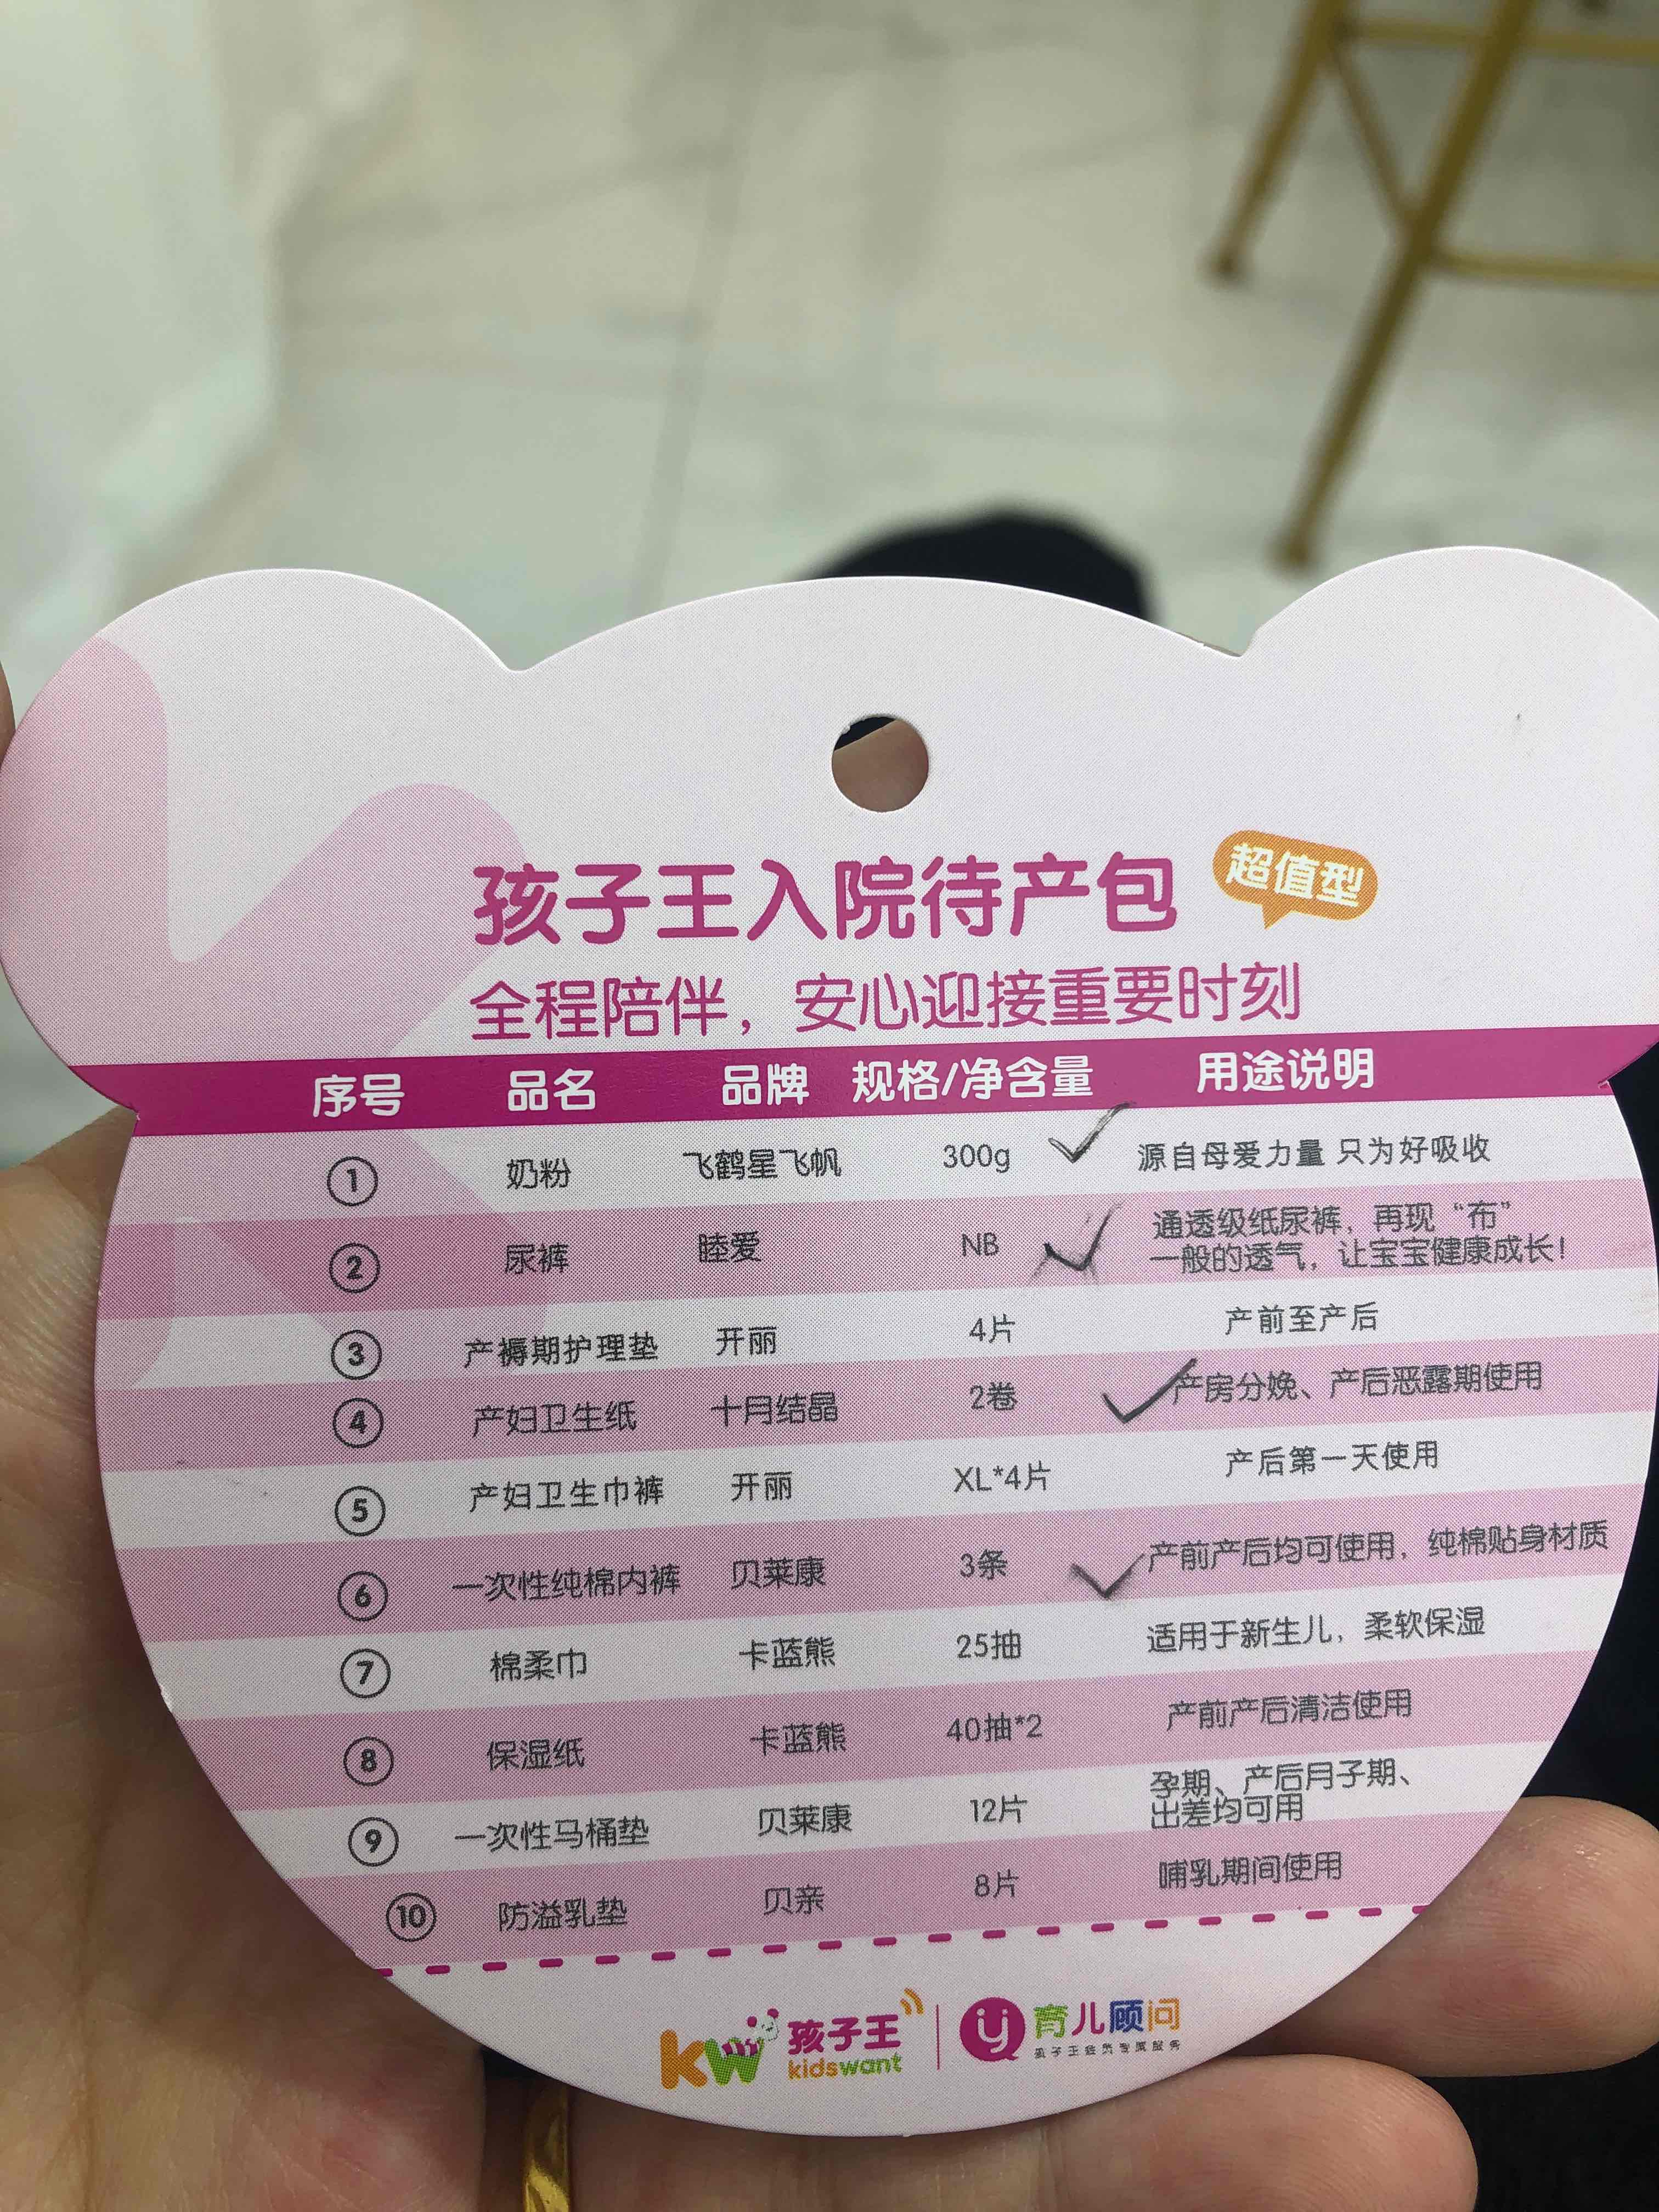 孩子王入院待产包 超值型
全程陪伴，安心迎接重要时刻
序号 品名 品牌 规格/净含量 用途说明
① 奶粉 飞鹤星飞帆 300g ✓ 源自母爱力量 只为好吸收
② 尿裤 睦爱 NB ✓ 通透级纸尿裤，再现“布”
一般的透气，让宝宝健康成长！
③ 产褥期护理垫 开丽 4片 产前至产后
④ 产妇卫生纸 十月结晶 2卷 ✓ 产房分娩、产后恶露期使用
⑤ 产妇卫生巾裤 开丽 XL*4片 产后第一天使用
⑥ 一次性纯棉内裤 贝莱康 3条 ✓ 产前产后均可使用，纯棉贴身材质
⑦ 棉柔巾 卡蓝熊 25抽 适用于新生儿，柔软保湿
⑧ 保湿纸 卡蓝熊 40抽*2 产前产后清洁使用
⑨ 一次性马桶垫 贝莱康 12片 孕期、产后月子期、
出差均可用
⑩ 防溢乳垫 贝亲 8片 哺乳期间使用
kw 孩子王 kidswant 育儿顾问
孩子王会员专属服务